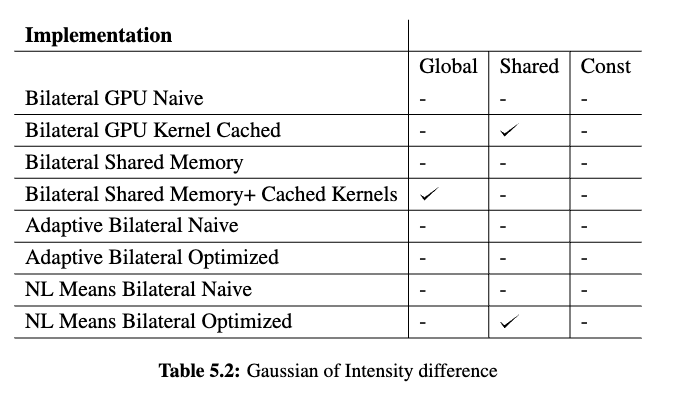 Implementation
Global Shared Const
Bilateral GPU Naive - - -
Bilateral GPU Kernel Cached - ✓ -
Bilateral Shared Memory - - -
Bilateral Shared Memory+ Cached Kernels ✓ - -
Adaptive Bilateral Naive - - -
Adaptive Bilateral Optimized - - -
NL Means Bilateral Naive - - -
NL Means Bilateral Optimized - ✓ -
Table 5.2: Gaussian of Intensity difference